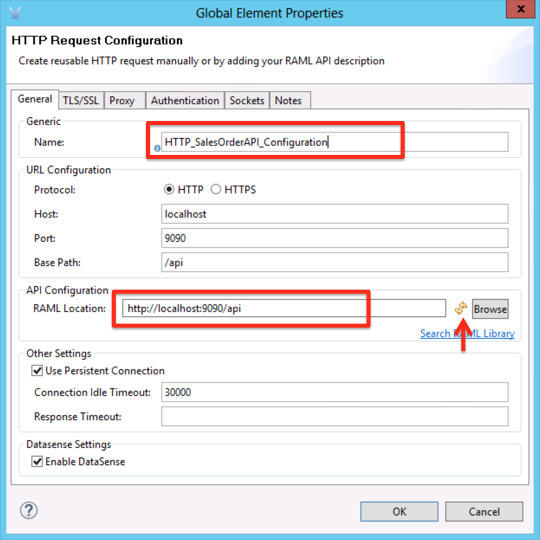 Global Element Properties
x
HTTP Request Configuration
Create reusable HTTP request manually or by adding your RAML API description
General TLS/SSL Proxy Authentication Sockets Notes
Generic
Name: HTTP_SalesOrderAPI_Configuration
URL Configuration
Protocol: HTTP HTTPS
Host: localhost
Port: 9090
Base Path: /api
API Configuration
RAML Location: http://localhost:9090/api Browse
Search RAML Library
Other Settings
Use Persistent Connection
Connection Idle Timeout: 30000
Response Timeout:
Datasense Settings
Enable DataSense
? OK Cancel